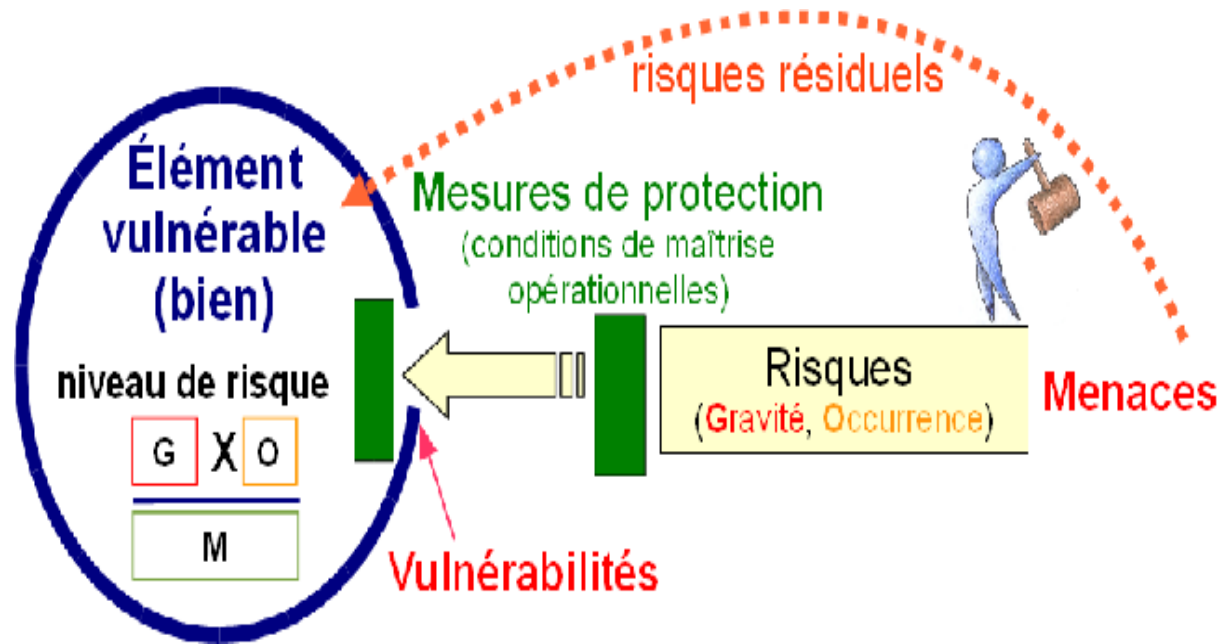 risques résiduels
Élément
vulnérable
(bien)
niveau de risque
G X O
M
Mesures de protection
(conditions de maîtrise
opérationnelles)
Risques
(Gravité, Occurrence)
Menaces
Vulnérabilités